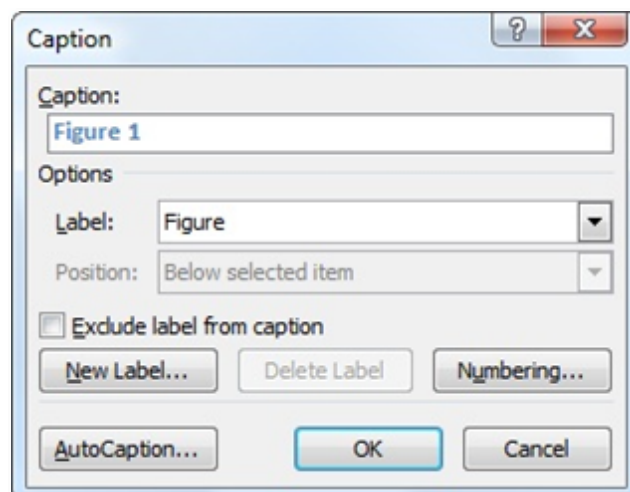 Caption
Caption:
Figure 1
Options
Label: Figure
Position: Below selected item
Exclude label from caption
New Label... Delete Label Numbering...
AutoCaption... OK Cancel